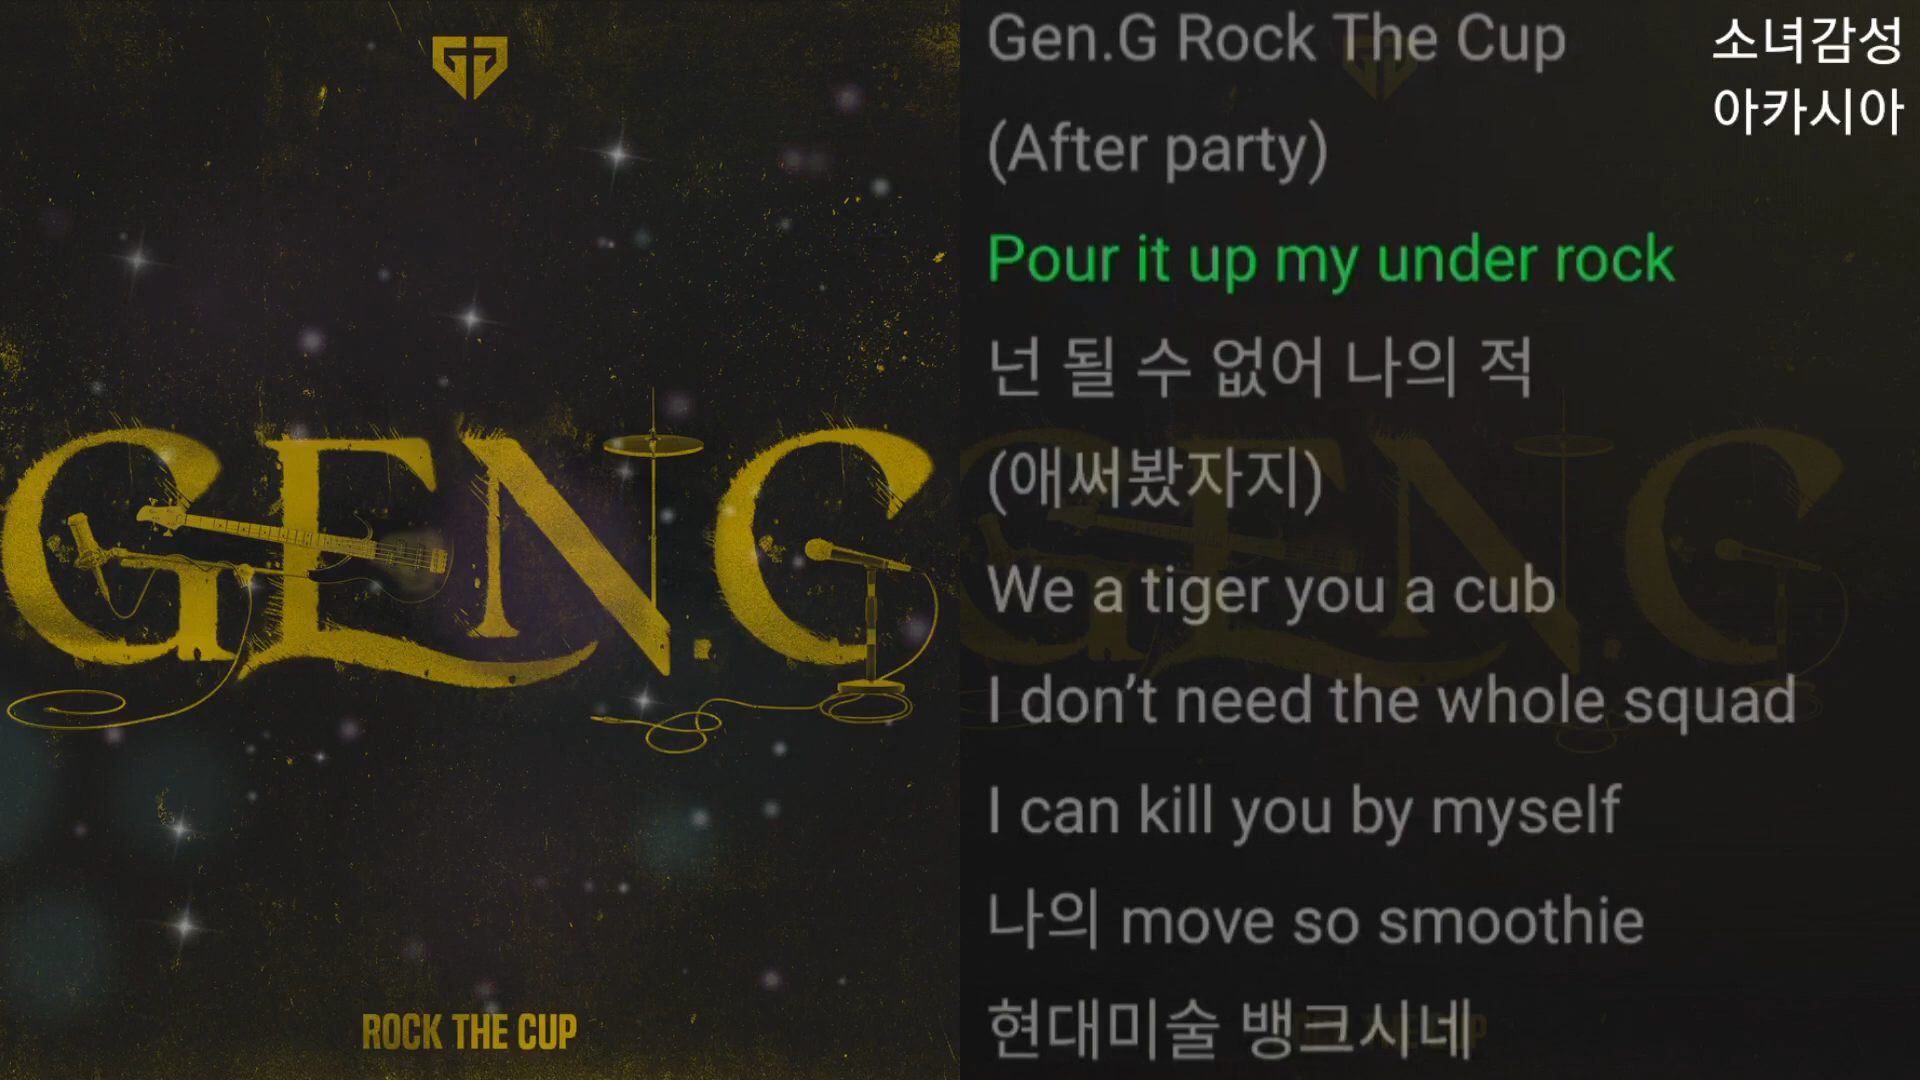 GG
GEN.G
ROCK THE CUP
소녀감성
아카시아
Gen.G Rock The Cup
(After party)
Pour it up my under rock
넌 될 수 없어 나의 적
(애써봤자지)
We a tiger you a cub
I don’t need the whole squad
I can kill you by myself
나의 move so smoothie
현대미술 뱅크시네